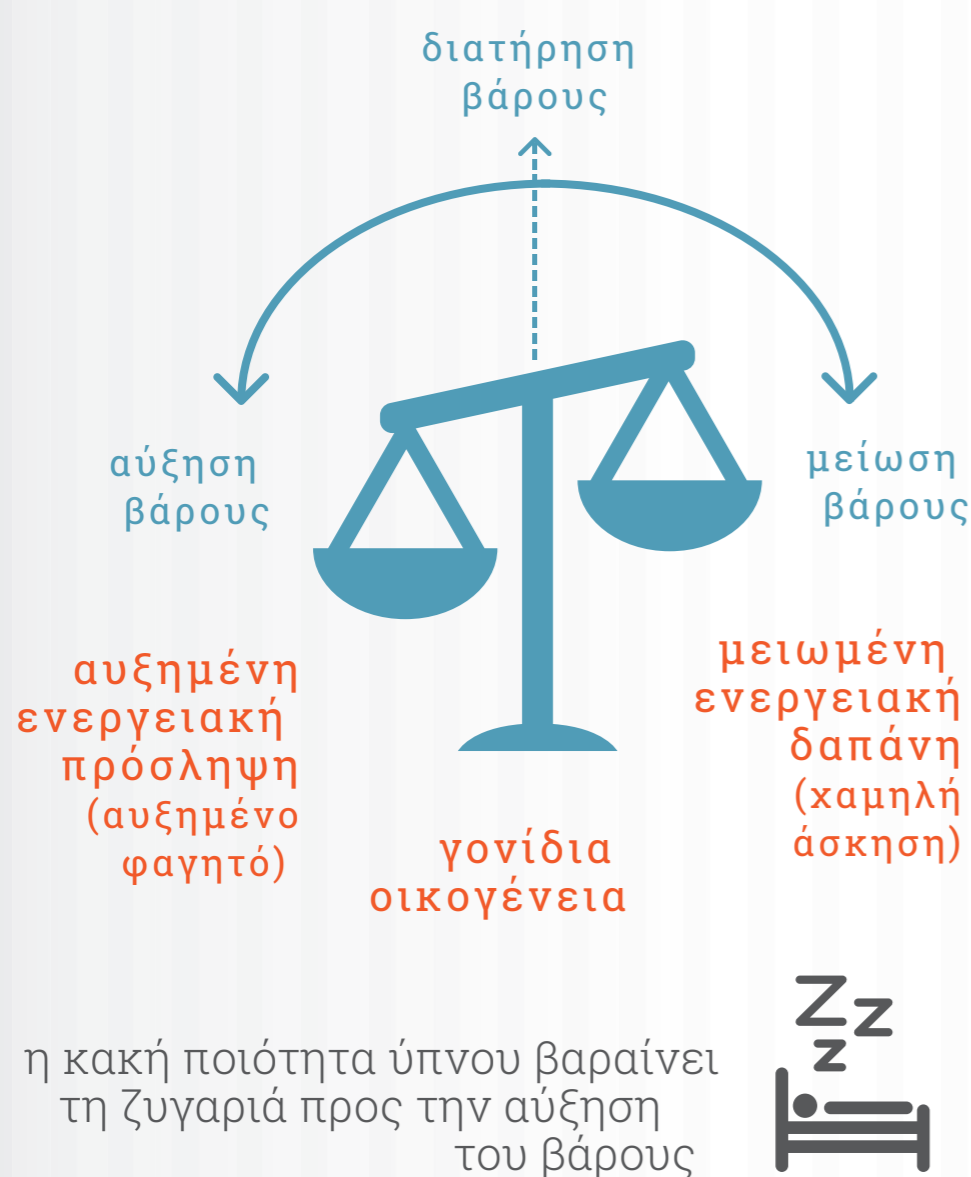 διατήρηση
βάρους
αύξηση
βάρους
μείωση
βάρους
αυξημένη
ενεργειακή
πρόσληψη
(αυξημένο
φαγητό)
γονίδια
οικογένεια
μειωμένη
ενεργειακή
δαπάνη
(χαμηλή
άσκηση)
Zzz
η κακή ποιότητα ύπνου βαραίνει
τη ζυγαριά προς την αύξηση
του βάρους